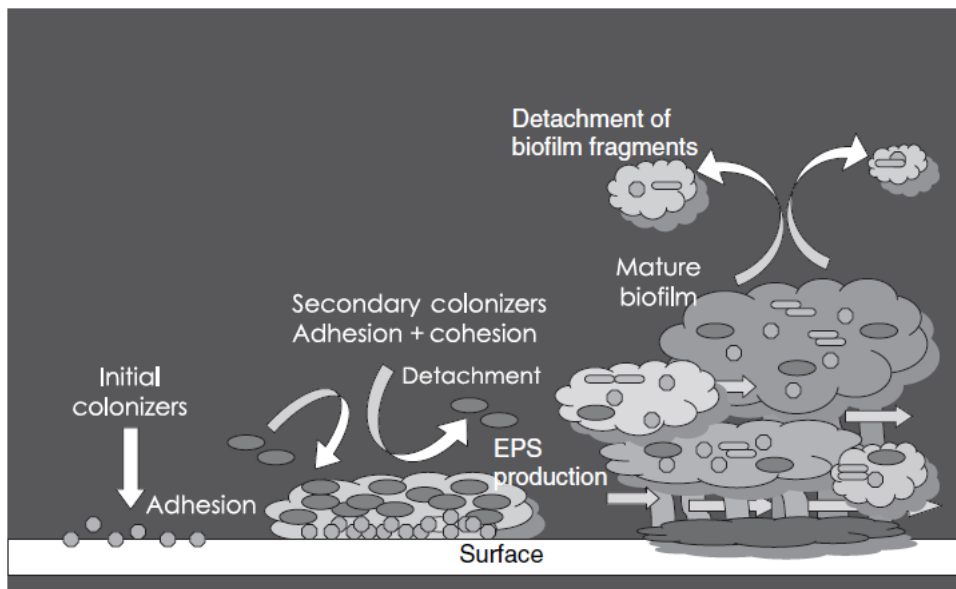 Detachment of
biofilm fragments
Mature
biofilm
Secondary colonizers
Adhesion + cohesion
Detachment
Initial
colonizers
EPS
production
Adhesion
Surface